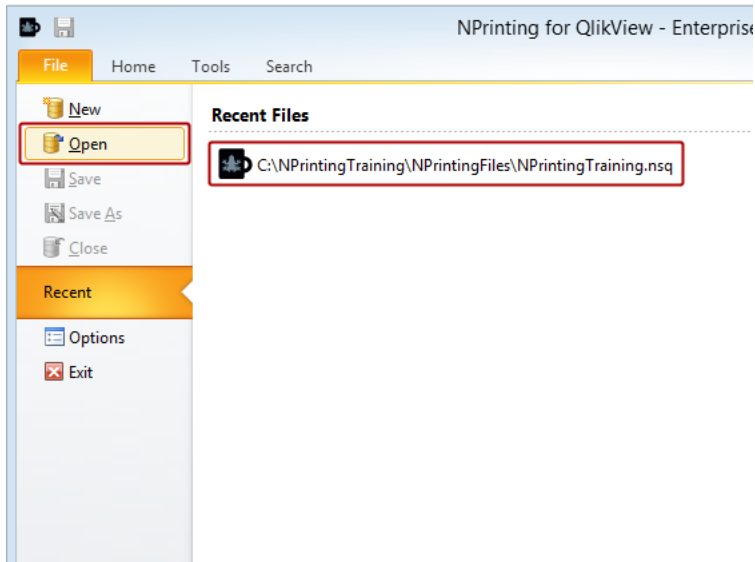 NPrinting for QlikView - Enterprise
File Home Tools Search
New
Open
Save
Save As
Close
Recent
Options
Exit
Recent Files
C:\NPrintingTraining\NPrintingFiles\NPrintingTraining.nsq